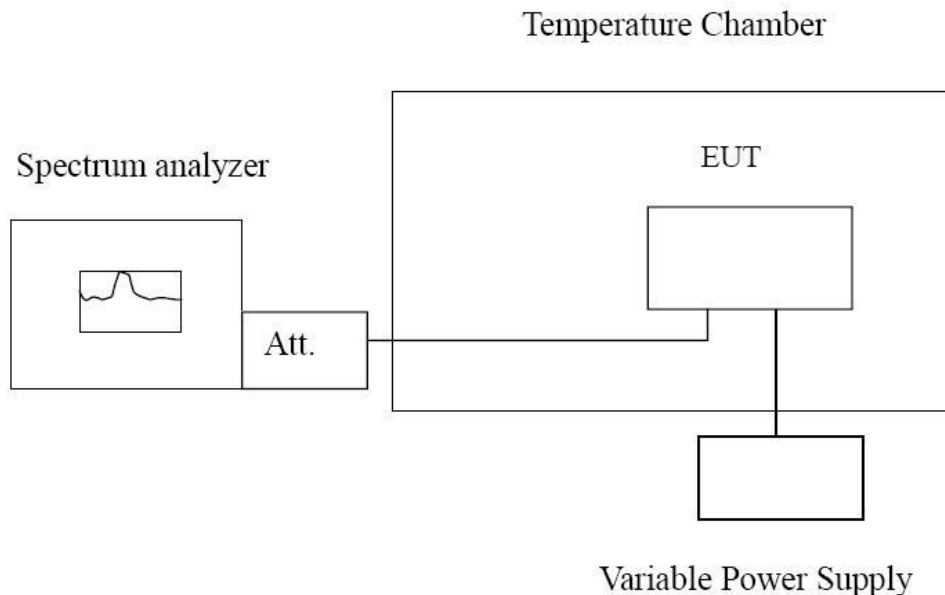 Temperature Chamber
Spectrum analyzer
EUT
Att.
Variable Power Supply